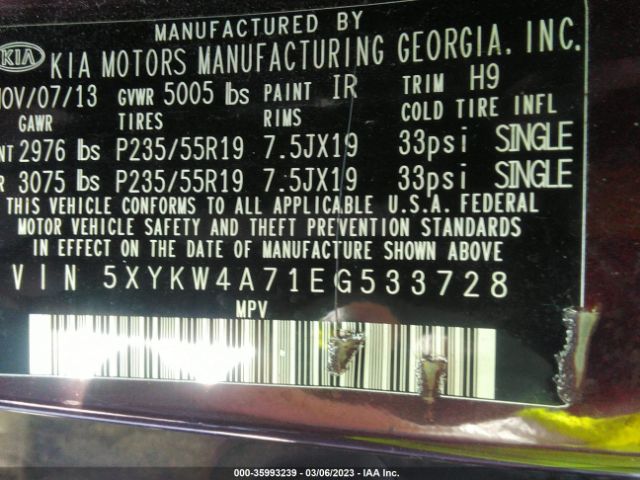 MANUFACTURED BY
KIA KIA MOTORS MANUFACTURING GEORGIA, INC.
NOV/07/13 GVWR 5005 lbs PAINT IR TRIM H9
GAWR TIRES RIMS COLD TIRE INFL
NT 2976 lbs P235/55R19 7.5JX19 33psi SINGLE
R 3075 lbs P235/55R19 7.5JX19 33psi SINGLE
THIS VEHICLE CONFORMS TO ALL APPLICABLE U.S.A. FEDERAL
MOTOR VEHICLE SAFETY AND THEFT PREVENTION STANDARDS
IN EFFECT ON THE DATE OF MANUFACTURE SHOWN ABOVE
VIN 5XYKW4A71EG533728
MPV
000-35993239 - 03/06/2023 - IAA Inc.